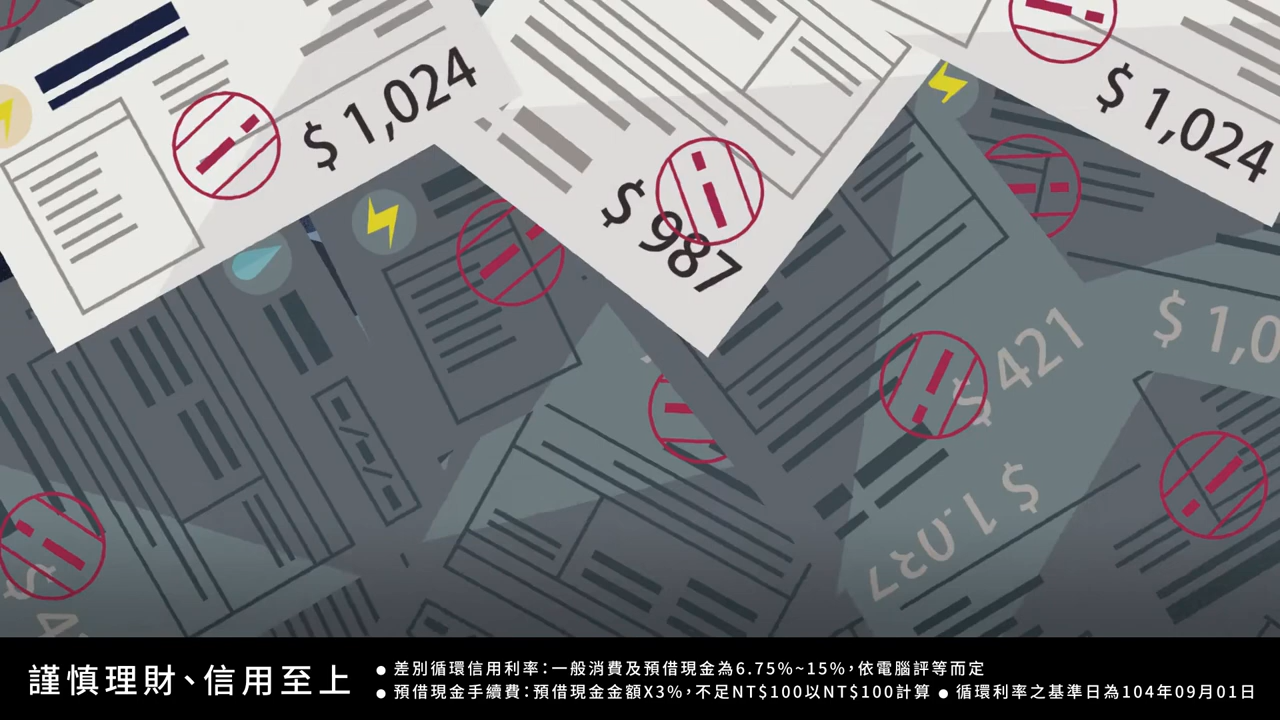 $ 1,024
$ 987
$ 1,024
$ 421
$ 1,0
$ 1,037
謹慎理財、信用至上
● 差別循環信用利率：一般消費及預借現金為6.75%~15%，依電腦評等而定
● 預借現金手續費：預借現金金額X3%，不足NT$100以NT$100計算 ● 循環利率之基準日為104年09月01日